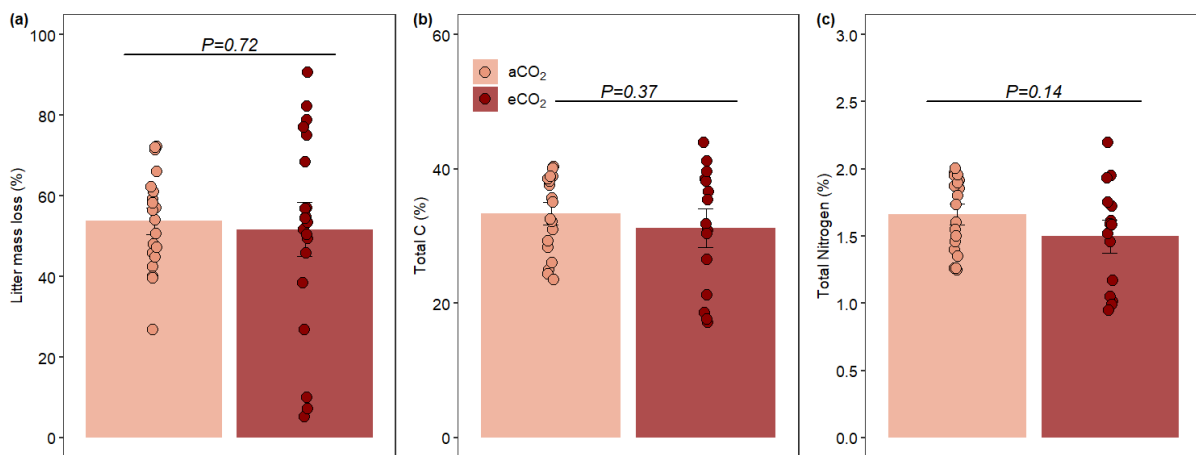 (a)
P=0.72
100
80
60
40
20
0
Litter mass loss (%)
(b)
aCO₂
eCO₂
P=0.37
60
40
20
0
Total C (%)
(c)
P=0.14
3.0
2.5
2.0
1.5
1.0
0.5
0.0
Total Nitrogen (%)